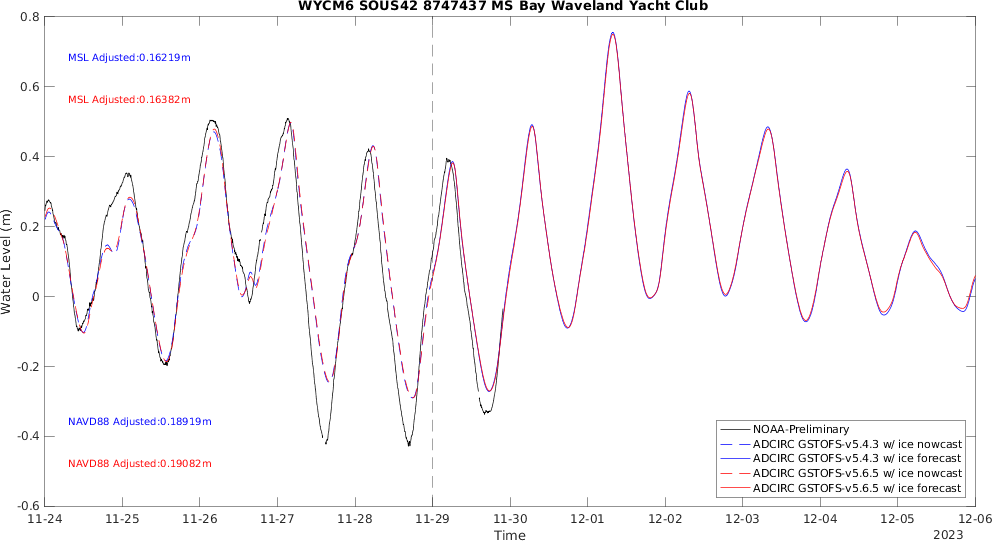 WYCM6 SOUS42 8747437 MS Bay Waveland Yacht Club
0.8
0.6
0.4
0.2
0
-0.2
-0.4
-0.6
Water Level (m)
MSL Adjusted:0.16219m
MSL Adjusted:0.16382m
NAVD88 Adjusted:0.18919m
NAVD88 Adjusted:0.19082m
NOAA-Preliminary
ADCIRC GSTOFS-v5.4.3 w/ ice nowcast
ADCIRC GSTOFS-v5.4.3 w/ ice forecast
ADCIRC GSTOFS-v5.6.5 w/ ice nowcast
ADCIRC GSTOFS-v5.6.5 w/ ice forecast
11-24 11-25 11-26 11-27 11-28 11-29 11-30 12-01 12-02 12-03 12-04 12-05 12-06
Time
2023